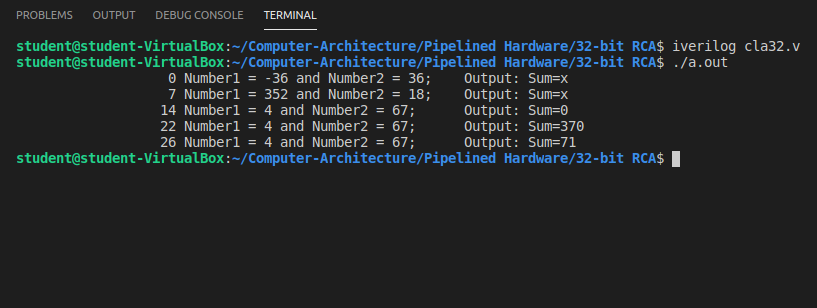 PROBLEMS OUTPUT DEBUG CONSOLE TERMINAL
student@student-VirtualBox:~/Computer-Architecture/Pipelined Hardware/32-bit RCA$ iverilog cla32.v
student@student-VirtualBox:~/Computer-Architecture/Pipelined Hardware/32-bit RCA$ ./a.out
0 Number1 = -36 and Number2 = 36; Output: Sum=x
7 Number1 = 352 and Number2 = 18; Output: Sum=x
14 Number1 = 4 and Number2 = 67; Output: Sum=0
22 Number1 = 4 and Number2 = 67; Output: Sum=370
26 Number1 = 4 and Number2 = 67; Output: Sum=71
student@student-VirtualBox:~/Computer-Architecture/Pipelined Hardware/32-bit RCA$